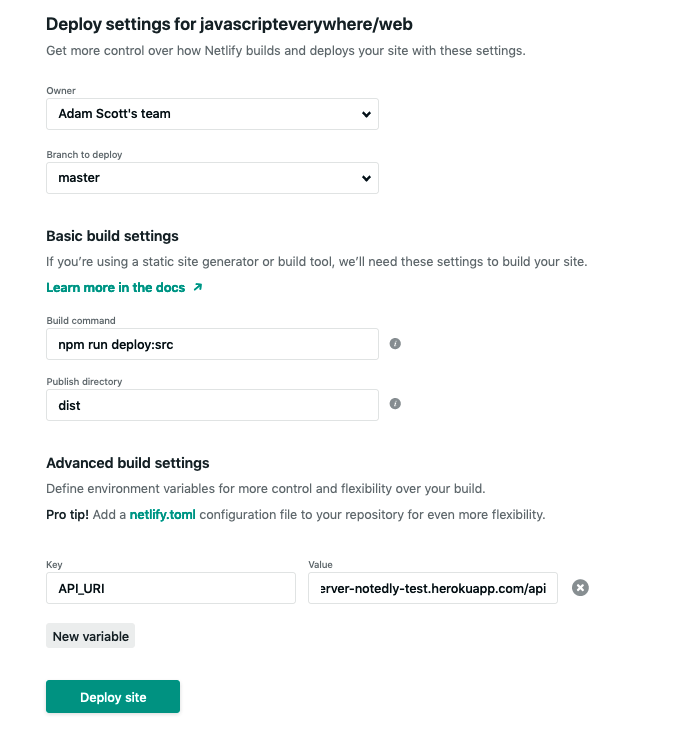 Deploy settings for javascripteverywhere/web
Get more control over how Netlify builds and deploys your site with these settings.
Owner
Adam Scott's team
Branch to deploy
master
Basic build settings
If you’re using a static site generator or build tool, we’ll need these settings to build your site.
Learn more in the docs ↗
Build command
npm run deploy:src
Publish directory
dist
Advanced build settings
Define environment variables for more control and flexibility over your build.
Pro tip! Add a netlify.toml configuration file to your repository for even more flexibility.
Key Value
API_URI erver-notedly-test.herokuapp.com/api
New variable
Deploy site